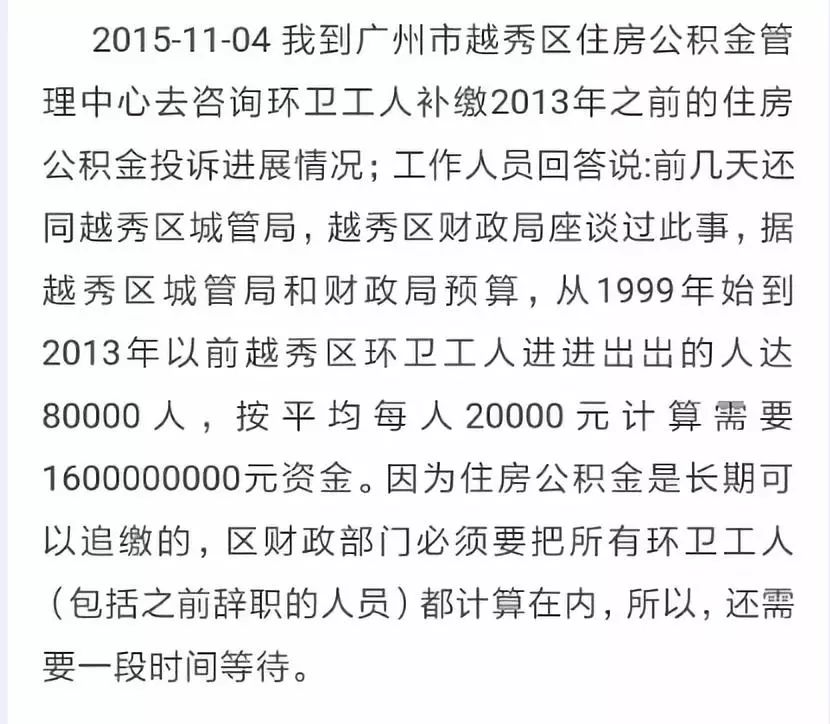 2015-11-04 我到广州市越秀区住房公积金管
理中心去咨询环卫工人补缴2013年之前的住房
公积金投诉进展情况；工作人员回答说:前几天还
同越秀区城管局，越秀区财政局座谈过此事，据
越秀区城管局和财政局预算，从1999年始到
2013年以前越秀区环卫工人进进出出的人达
80000人，按平均每人20000元计算需要
1600000000元资金。因为住房公积金是长期可
以追缴的，区财政部门必须要把所有环卫工人
（包括之前辞职的人员）都计算在内，所以，还需
要一段时间等待。